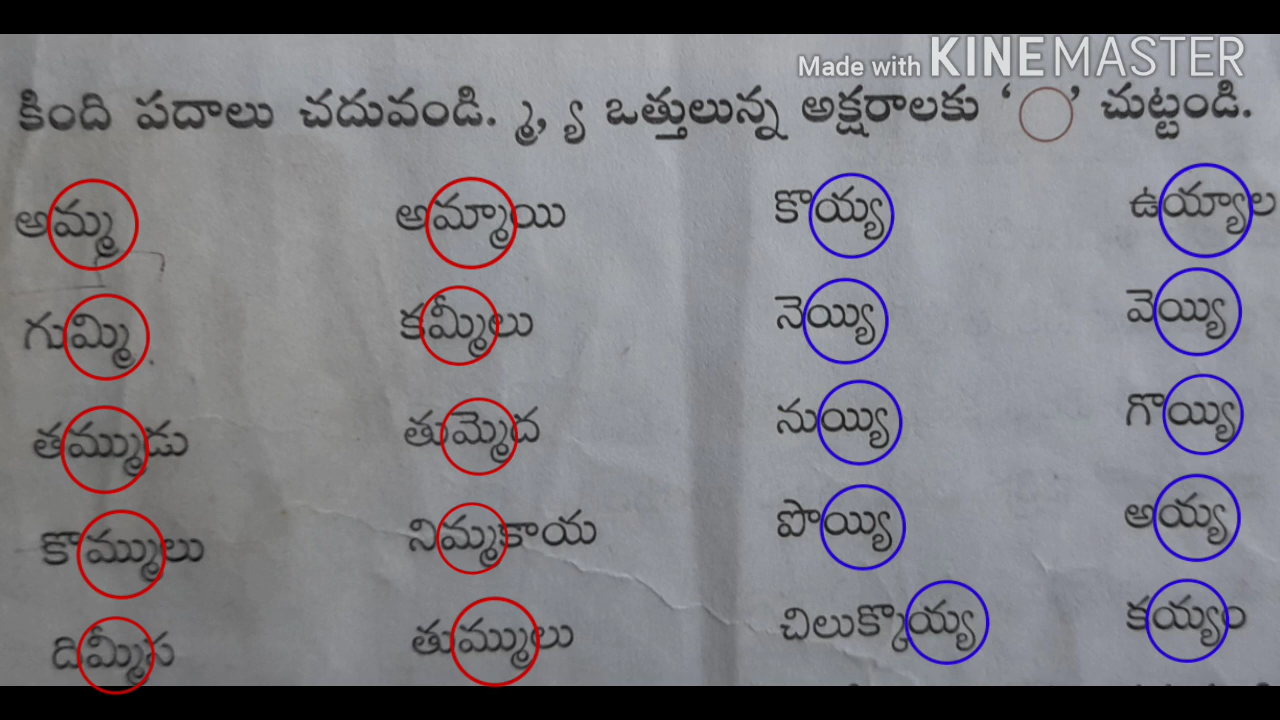 Made with KINEMASTER
కింది పదాలు చదువండి. ్మ, ్య ఒత్తులున్న అక్షరాలకు ‘○’ చుట్టండి.
అమ్మ అమ్మాయి కొయ్య ఉయ్యాల
గుమ్మి కమ్మీలు నెయ్యి వెయ్యి
తమ్ముడు తుమ్మెద నుయ్యి గొయ్యి
కొమ్ములు నిమ్మకాయ పొయ్యి అయ్య
దిమ్మీస తుమ్ములు చిలుక్కొయ్య కయ్యం